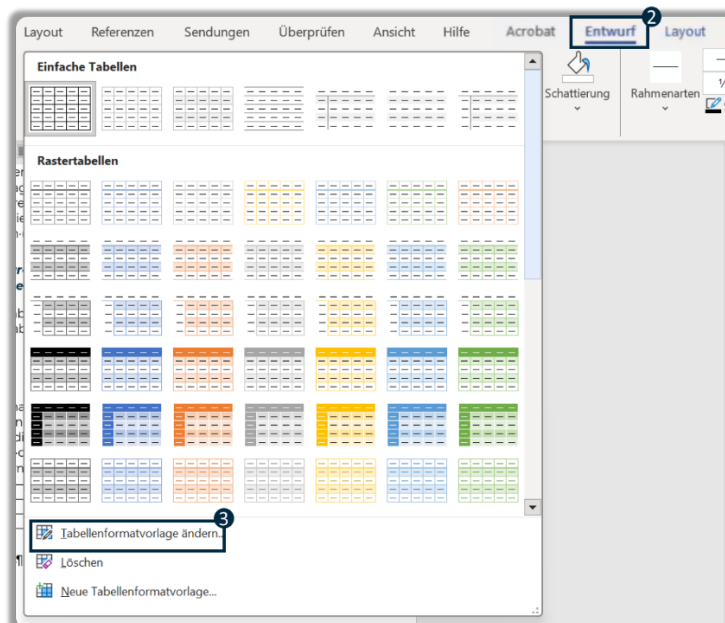 Layout Referenzen Sendungen Überprüfen Ansicht Hilfe Acrobat Entwurf 2 Layout
Einfache Tabellen
Schattierung Rahmenarten
Rastertabellen
3
Tabellenformatvorlage ändern...
Löschen
Neue Tabellenformatvorlage...